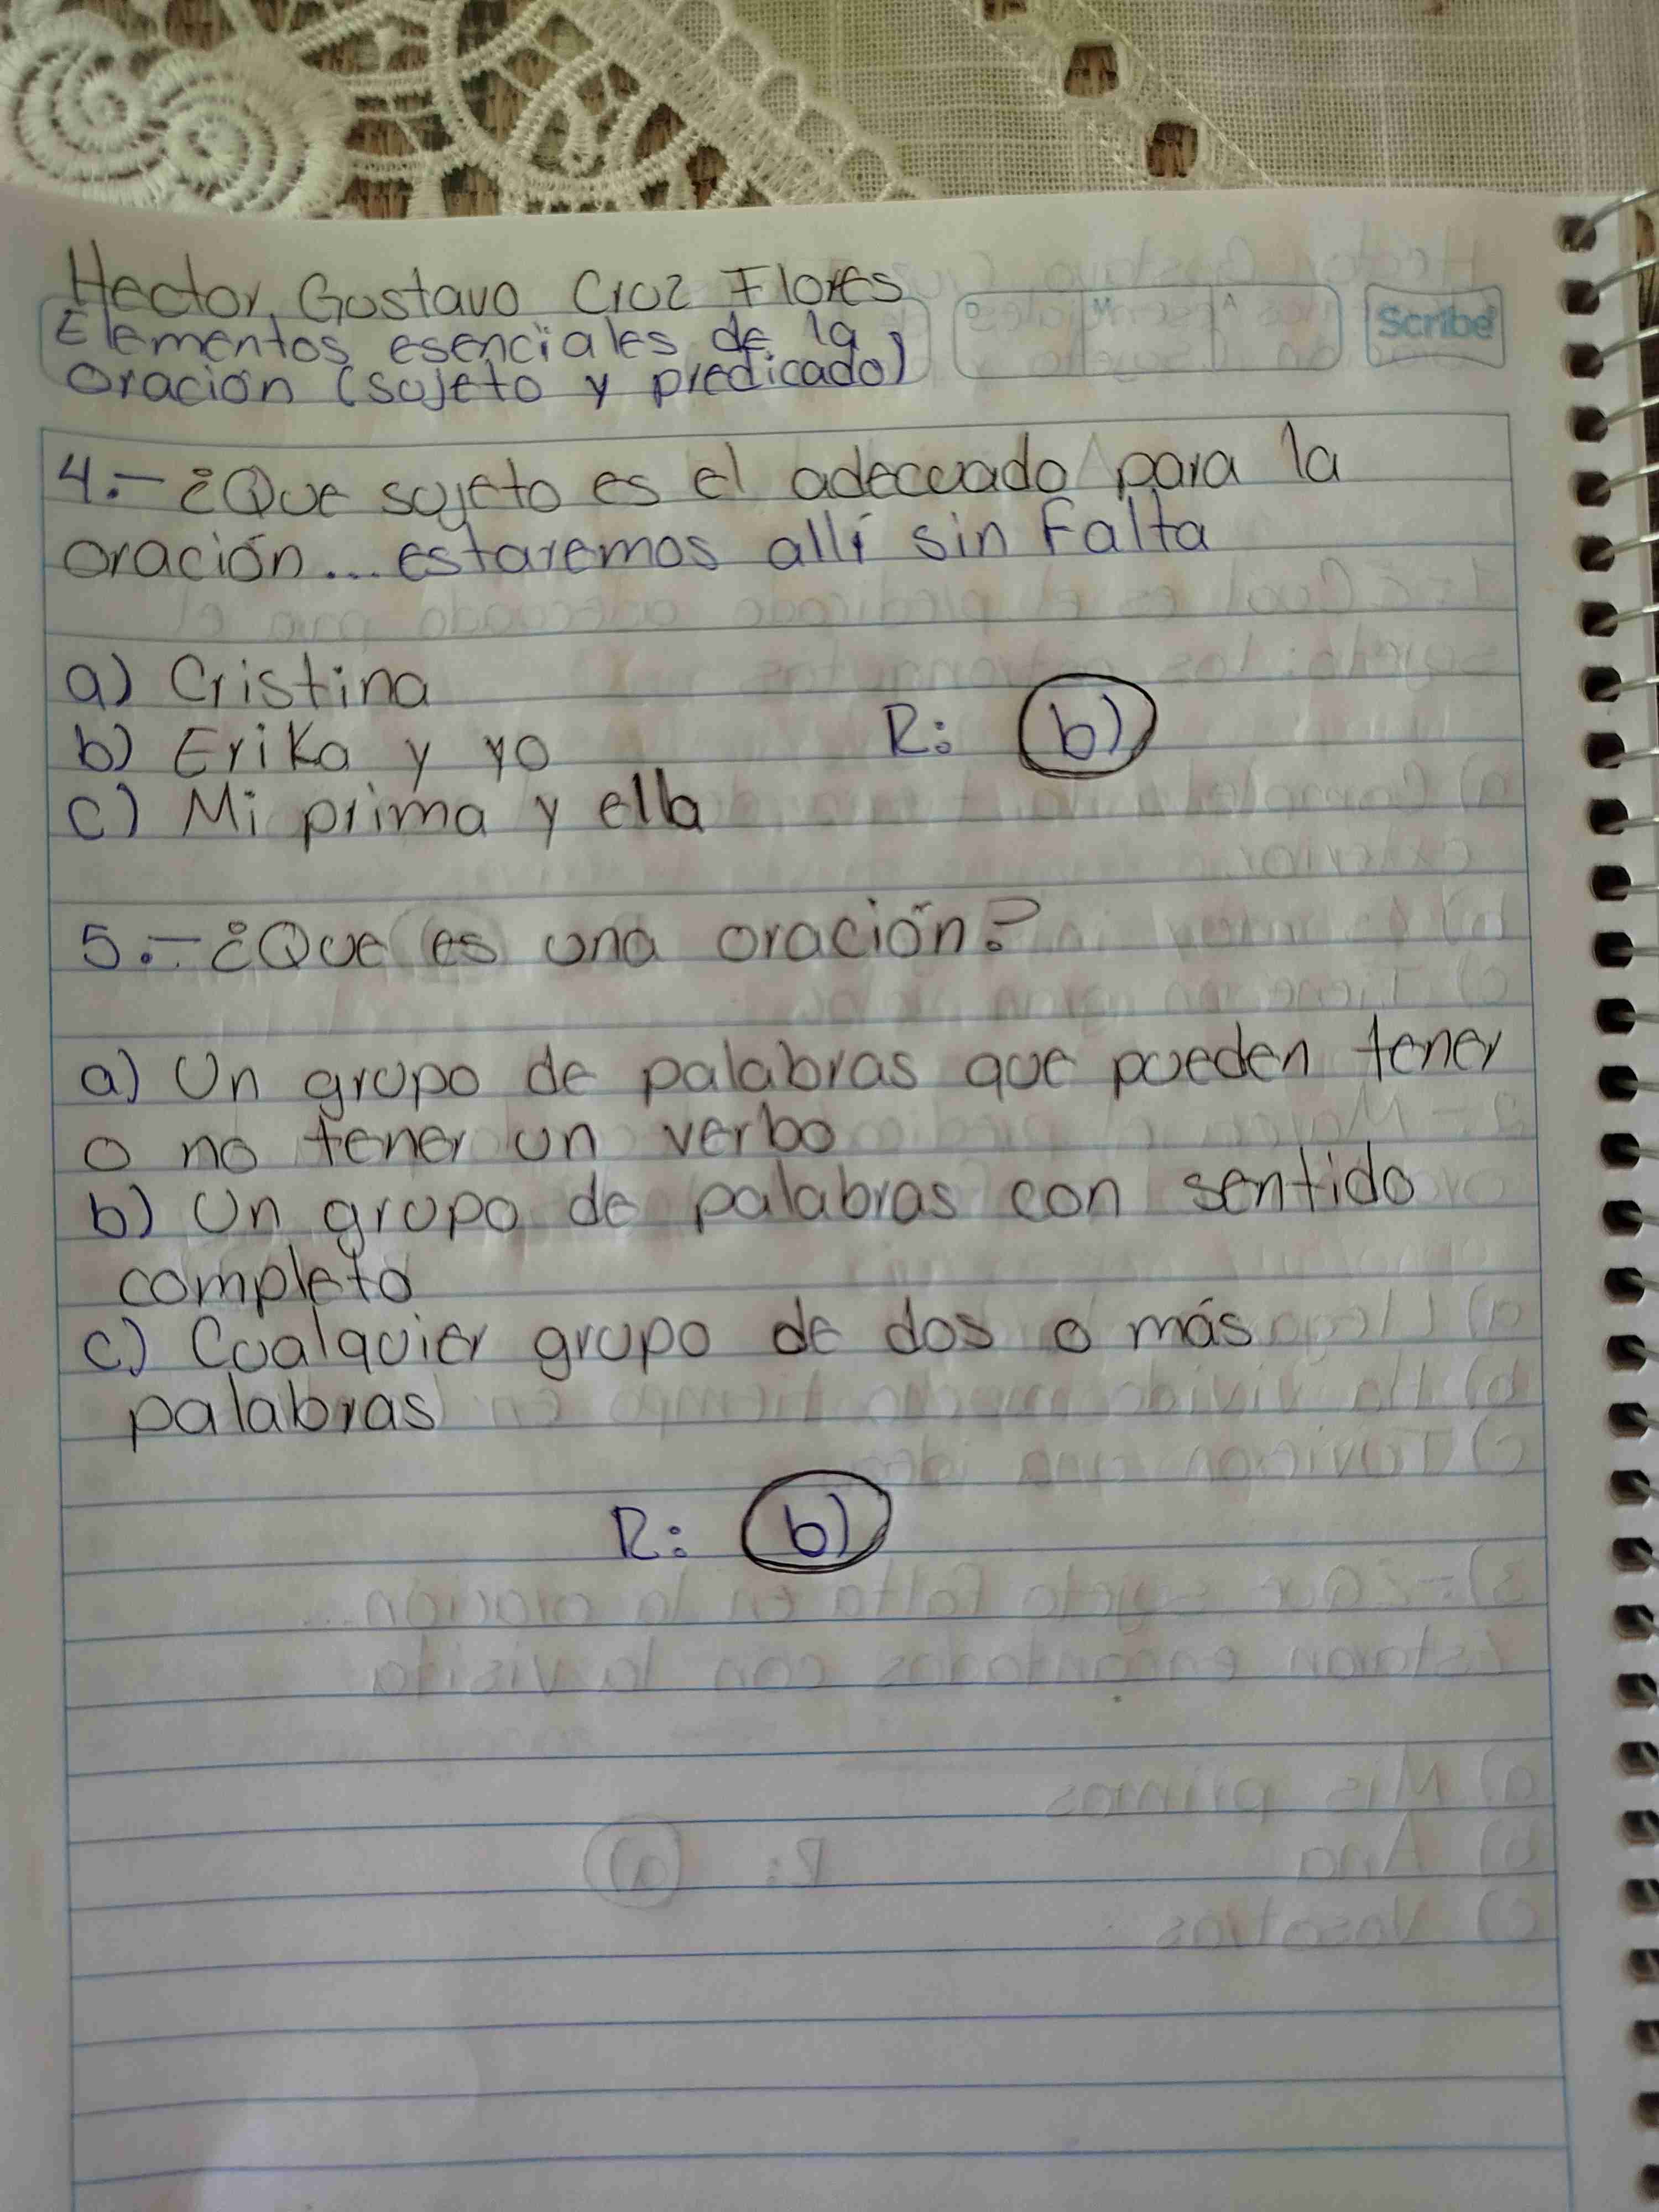 Hector Gustavo Cruz Flores
Elementos esenciales de la
oración (sujeto y predicado)
D M A
Scribe
4.- ¿Que sujeto es el adecuado para la
oración... estaremos allí sin Falta
a) Cristina
b) Erika y yo
R: b)
c) Mi prima y ella
5.- ¿Que es una oración?
a) Un grupo de palabras que pueden tener
o no tener un verbo
b) Un grupo de palabras con sentido
completo
c) Cualquier grupo de dos o más
palabras
R: b)